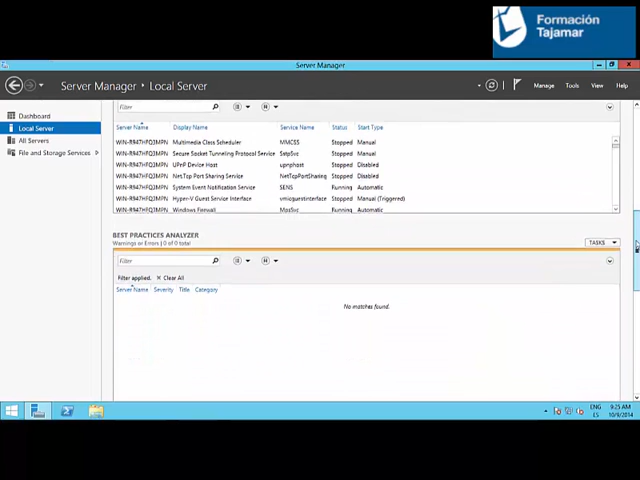 Formación
Tajamar
Server Manager
Server Manager • Local Server
Manage Tools View Help
Dashboard
Local Server
All Servers
File and Storage Services
Filter
Server Name Display Name Service Name Status Start Type
WIN-R947HFQ3MPN Multimedia Class Scheduler MMCSS Stopped Manual
WIN-R947HFQ3MPN Secure Socket Tunneling Protocol Service SstpSvc Stopped Manual
WIN-R947HFQ3MPN UPnP Device Host upnphost Stopped Disabled
WIN-R947HFQ3MPN Net.Tcp Port Sharing Service NetTcpPortSharing Stopped Disabled
WIN-R947HFQ3MPN System Event Notification Service SENS Running Automatic
WIN-R947HFQ3MPN Hyper-V Guest Service Interface vmicguestinterface Stopped Manual (Triggered)
WIN-R947HFQ3MPN Windows Firewall MpsSvc Running Automatic
BEST PRACTICES ANALYZER
Warnings or Errors | 0 of 0 total
TASKS
Filter
Filter applied. Clear All
Server Name Severity Title Category
No matches found.
ENG 9:25 AM
ES 10/8/2014